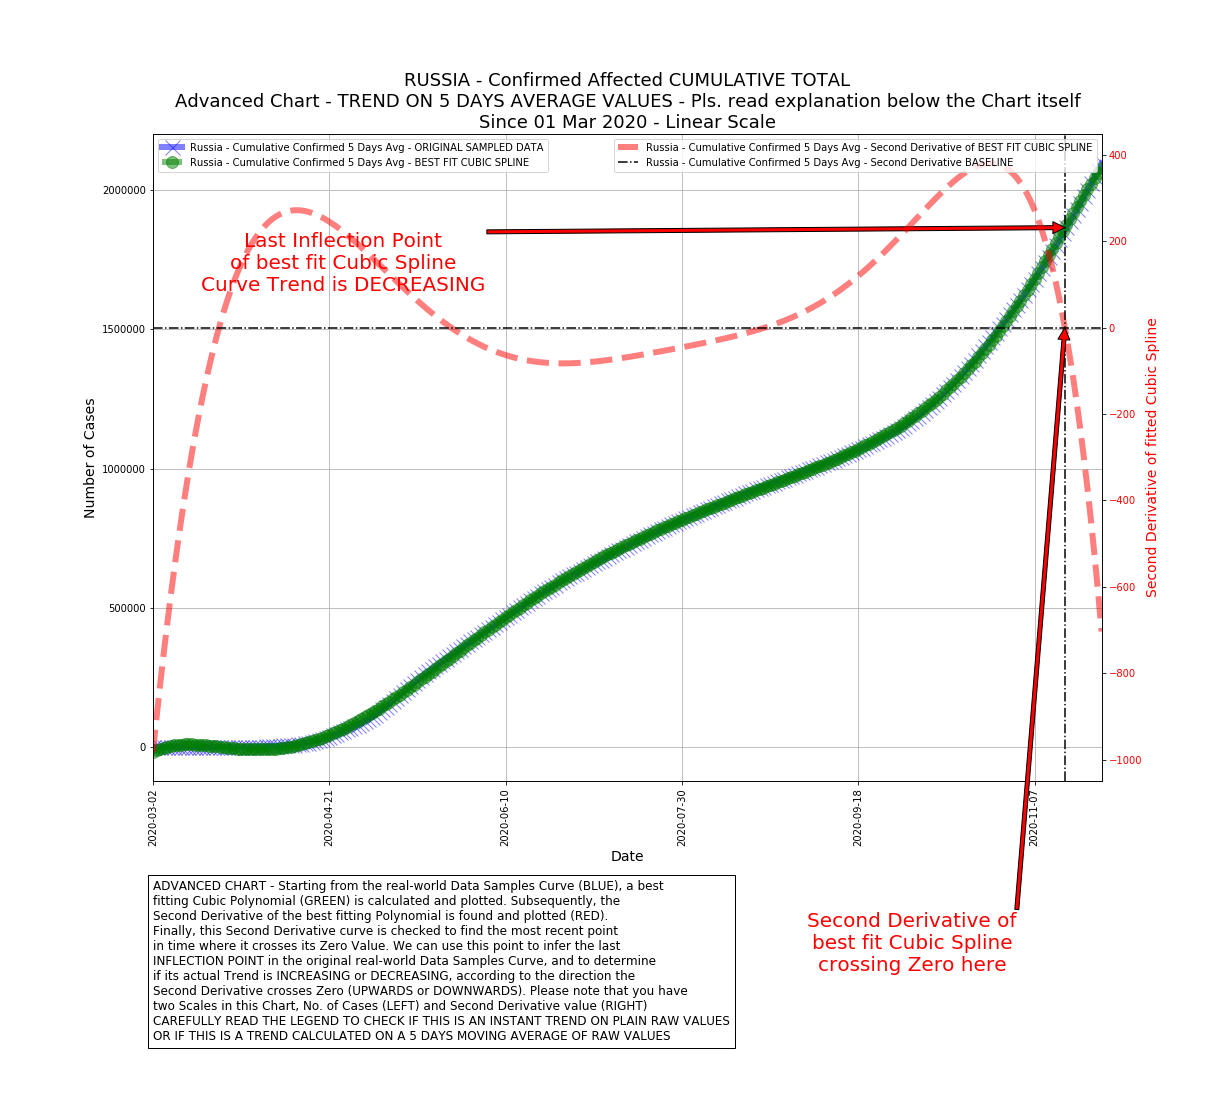 RUSSIA - Confirmed Affected CUMULATIVE TOTAL
Advanced Chart - TREND ON 5 DAYS AVERAGE VALUES - Pls. read explanation below the Chart itself
Since 01 Mar 2020 - Linear Scale
Russia - Cumulative Confirmed 5 Days Avg - ORIGINAL SAMPLED DATA
Russia - Cumulative Confirmed 5 Days Avg - BEST FIT CUBIC SPLINE
Russia - Cumulative Confirmed 5 Days Avg - Second Derivative of BEST FIT CUBIC SPLINE
Russia - Cumulative Confirmed 5 Days Avg - Second Derivative BASELINE
Last Inflection Point
of best fit Cubic Spline
Curve Trend is DECREASING
Number of Cases
2000000
1500000
1000000
500000
0
400
200
0
−200
−400
−600
−800
−1000
Second Derivative of fitted Cubic Spline
2020-03-02
2020-04-21
2020-06-10
2020-07-30
2020-09-18
2020-11-07
Date
ADVANCED CHART - Starting from the real-world Data Samples Curve (BLUE), a best
fitting Cubic Polynomial (GREEN) is calculated and plotted. Subsequently, the
Second Derivative of the best fitting Polynomial is found and plotted (RED).
Finally, this Second Derivative curve is checked to find the most recent point
in time where it crosses its Zero Value. We can use this point to infer the last
INFLECTION POINT in the original real-world Data Samples Curve, and to determine
if its actual Trend is INCREASING or DECREASING, according to the direction the
Second Derivative crosses Zero (UPWARDS or DOWNWARDS). Please note that you have
two Scales in this Chart, No. of Cases (LEFT) and Second Derivative value (RIGHT)
CAREFULLY READ THE LEGEND TO CHECK IF THIS IS AN INSTANT TREND ON PLAIN RAW VALUES
OR IF THIS IS A TREND CALCULATED ON A 5 DAYS MOVING AVERAGE OF RAW VALUES
Second Derivative of
best fit Cubic Spline
crossing Zero here